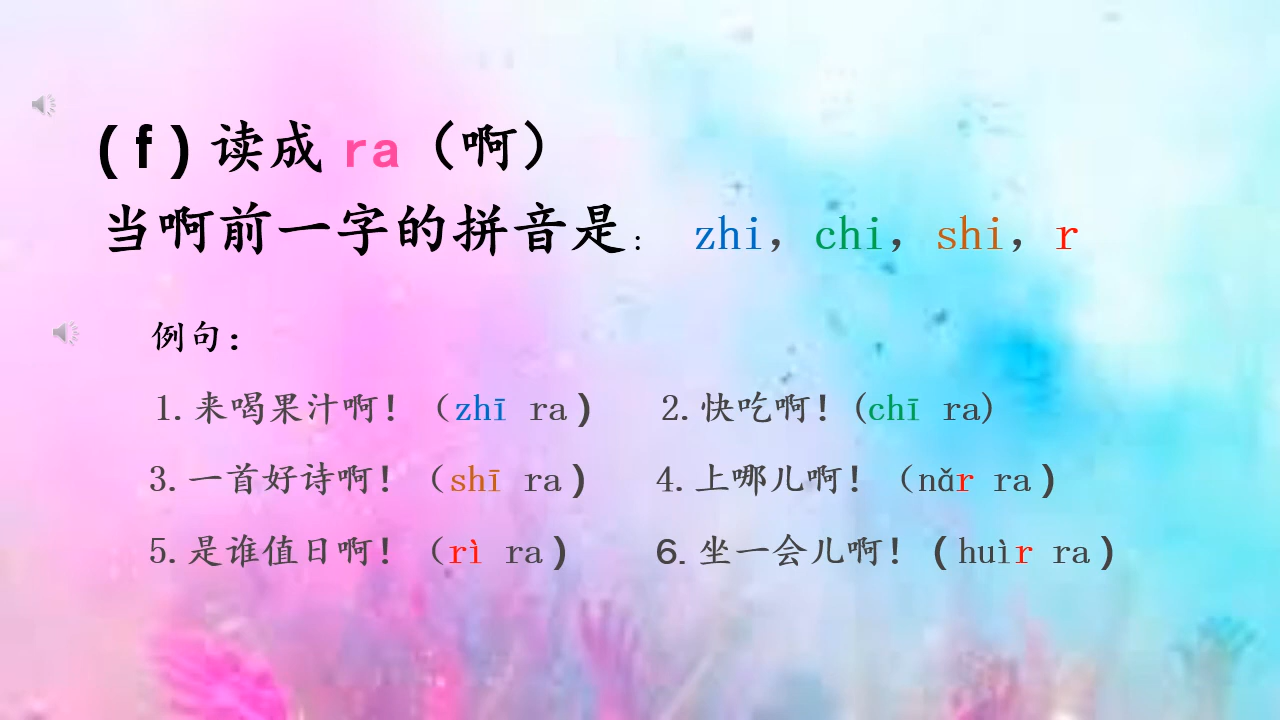 (f)读成 ra（啊）
当啊前一字的拼音是： zhi，chi，shi，r
例句：
1.来喝果汁啊！（zhī ra） 2.快吃啊！(chī ra)
3.一首好诗啊！（shī ra） 4.上哪儿啊！（nǎr ra）
5.是谁值日啊！（rì ra） 6.坐一会儿啊！（huìr ra）